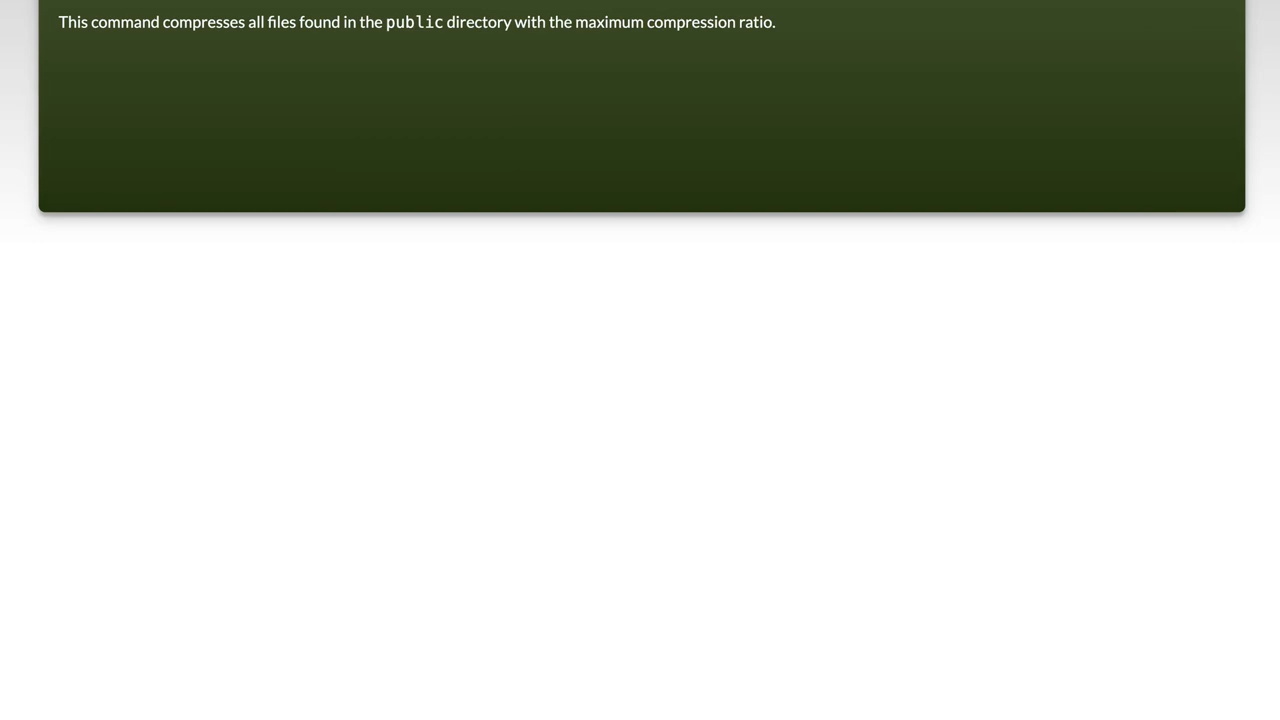 This command compresses all files found in the public directory with the maximum compression ratio.